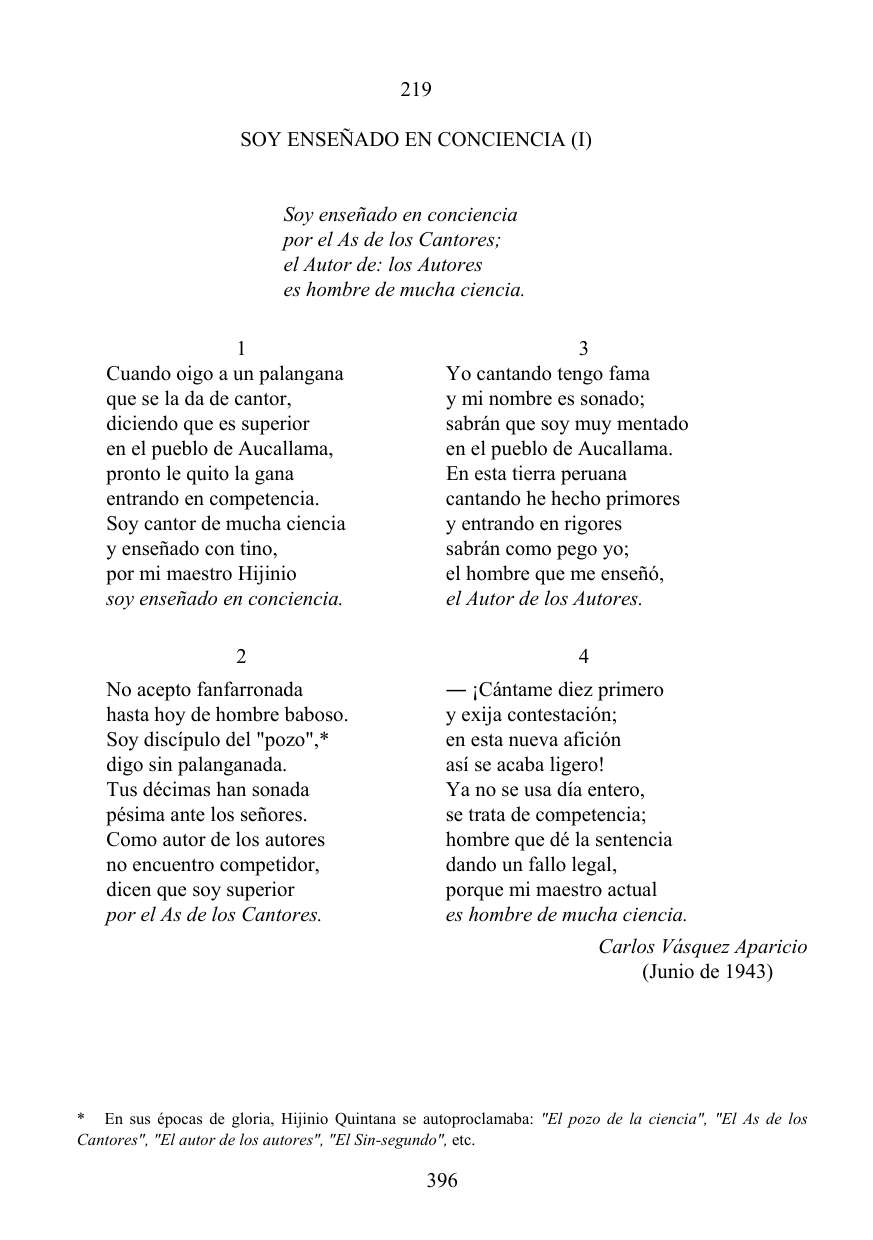 219
SOY ENSEÑADO EN CONCIENCIA (I)
Soy enseñado en conciencia
por el As de los Cantores;
el Autor de: los Autores
es hombre de mucha ciencia.
1
Cuando oigo a un palangana
que se la da de cantor,
diciendo que es superior
en el pueblo de Aucallama,
pronto le quito la gana
entrando en competencia.
Soy cantor de mucha ciencia
y enseñado con tino,
por mi maestro Hijinio
soy enseñado en conciencia.
2
No acepto fanfarronada
hasta hoy de hombre baboso.
Soy discípulo del "pozo",*
digo sin palanganada.
Tus décimas han sonada
pésima ante los señores.
Como autor de los autores
no encuentro competidor,
dicen que soy superior
por el As de los Cantores.
3
Yo cantando tengo fama
y mi nombre es sonado;
sabrán que soy muy mentado
en el pueblo de Aucallama.
En esta tierra peruana
cantando he hecho primores
y entrando en rigores
sabrán como pego yo;
el hombre que me enseñó,
el Autor de los Autores.
4
— ¡Cántame diez primero
y exija contestación;
en esta nueva afición
así se acaba ligero!
Ya no se usa día entero,
se trata de competencia;
hombre que dé la sentencia
dando un fallo legal,
porque mi maestro actual
es hombre de mucha ciencia.
Carlos Vásquez Aparicio
(Junio de 1943)
* En sus épocas de gloria, Hijinio Quintana se autoproclamaba: "El pozo de la ciencia", "El As de los
Cantores", "El autor de los autores", "El Sin-segundo", etc.
396